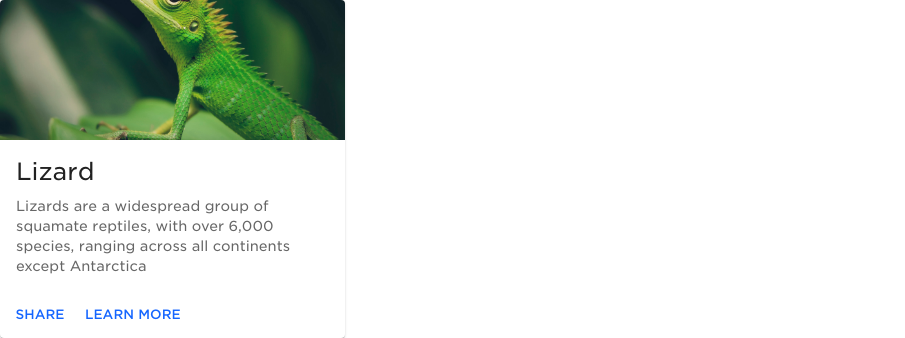 Lizard
Lizards are a widespread group of
squamate reptiles, with over 6,000
species, ranging across all continents
except Antarctica
SHARE LEARN MORE